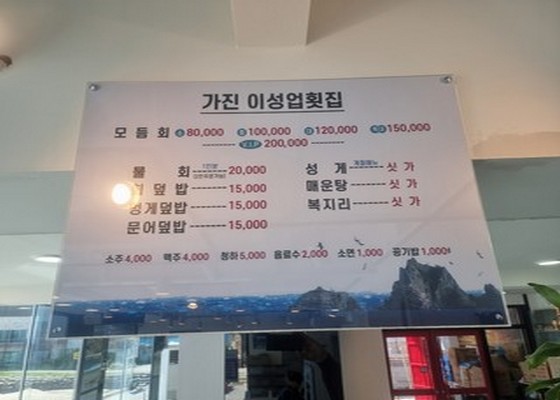 가진 이성업횟집
모 듬 회 80,000 100,000 120,000 150,000
V.I.P 200,000
물 회 20,000
덮밥 15,000
성게덮밥 15,000
문어덮밥 15,000
성 게 싯 가
매운탕 싯 가
복지리 싯 가
소주 4,000 맥주 4,000 청하 5,000 음료수 2,000 소면 1,000 공기밥 1,000